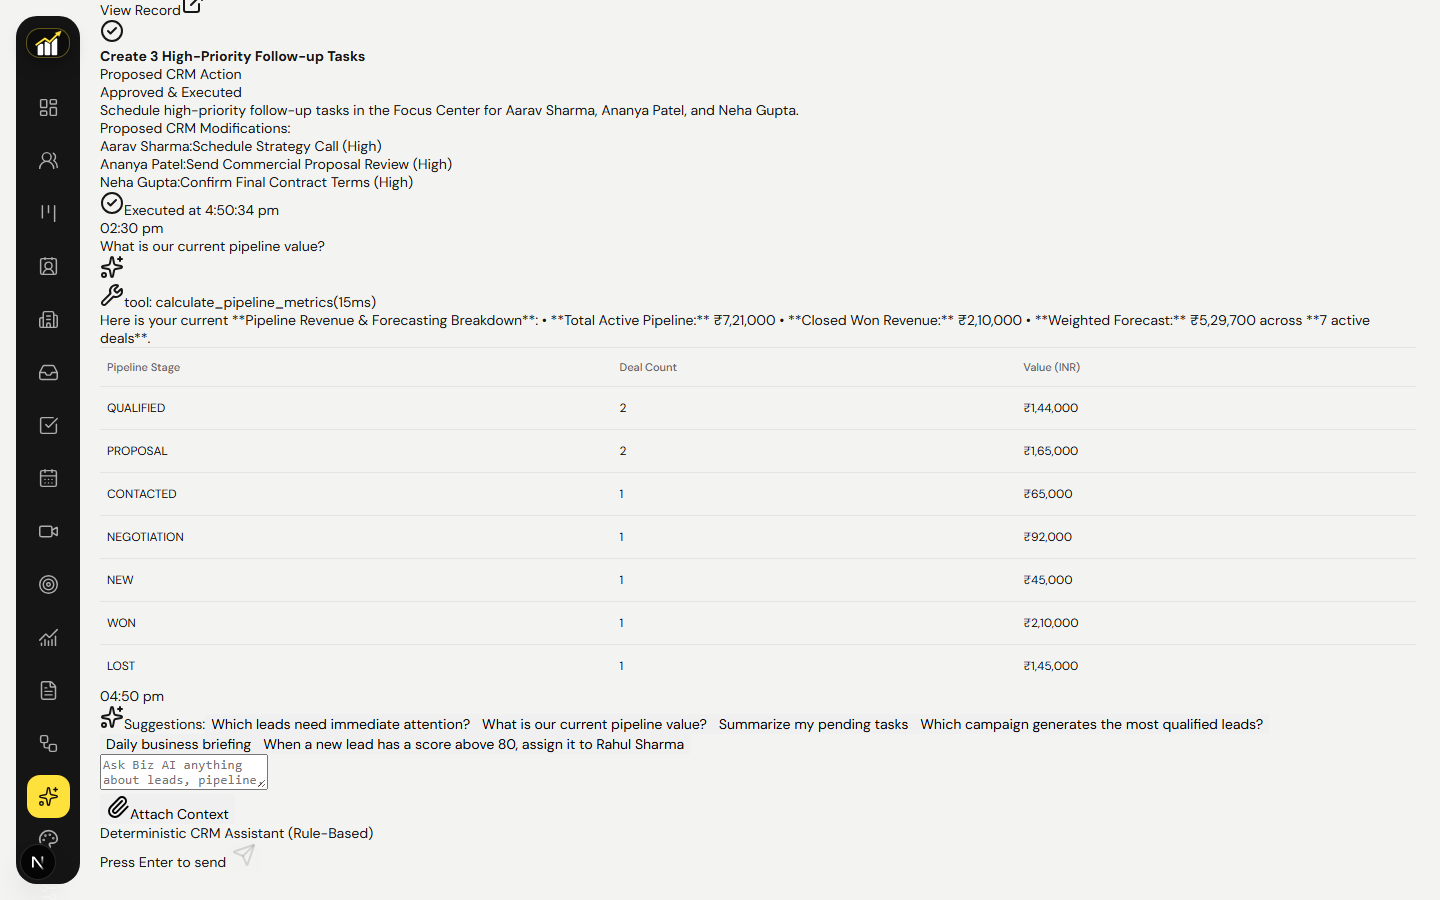 View Record
Create 3 High-Priority Follow-up Tasks
Proposed CRM Action
Approved & Executed
Schedule high-priority follow-up tasks in the Focus Center for Aarav Sharma, Ananya Patel, and Neha Gupta.
Proposed CRM Modifications:
Aarav Sharma:Schedule Strategy Call (High)
Ananya Patel:Send Commercial Proposal Review (High)
Neha Gupta:Confirm Final Contract Terms (High)
Executed at 4:50:34 pm
02:30 pm
What is our current pipeline value?
tool: calculate_pipeline_metrics(15ms)
Here is your current **Pipeline Revenue & Forecasting Breakdown**: • **Total Active Pipeline:** ₹7,21,000 • **Closed Won Revenue:** ₹2,10,000 • **Weighted Forecast:** ₹5,29,700 across **7 active
deals**.
Pipeline Stage Deal Count Value (INR)
QUALIFIED 2 ₹1,44,000
PROPOSAL 2 ₹1,65,000
CONTACTED 1 ₹65,000
NEGOTIATION 1 ₹92,000
NEW 1 ₹45,000
WON 1 ₹2,10,000
LOST 1 ₹1,45,000
04:50 pm
Suggestions: Which leads need immediate attention? What is our current pipeline value? Summarize my pending tasks Which campaign generates the most qualified leads?
Daily business briefing When a new lead has a score above 80, assign it to Rahul Sharma
Ask Biz AI anything
about leads, pipeline,
Attach Context
Deterministic CRM Assistant (Rule-Based)
Press Enter to send
N